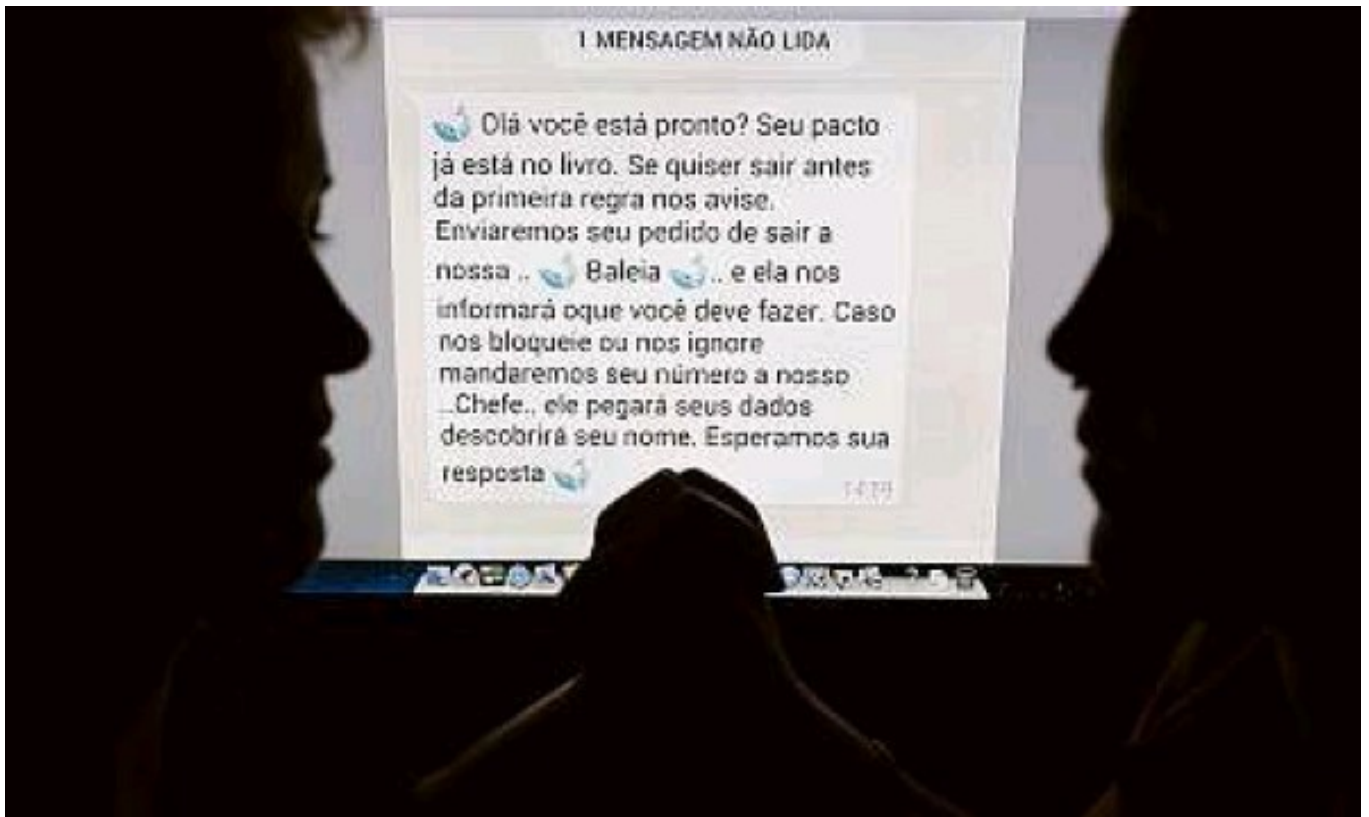 1 MENSAGEM NÃO LIDA
🐳 Olá você está pronto? Seu pacto
já está no livro. Se quiser sair antes
da primeira regra nos avise.
Enviaremos seu pedido de sair a
nossa .. 🐳 Baleia 🐳.. e ela nos
informará oque você deve fazer. Caso
nos bloqueie ou nos ignore
mandaremos seu número a nosso
..Chefe.. ele pegará seus dados
descobrirá seu nome. Esperamos sua
resposta 🐳